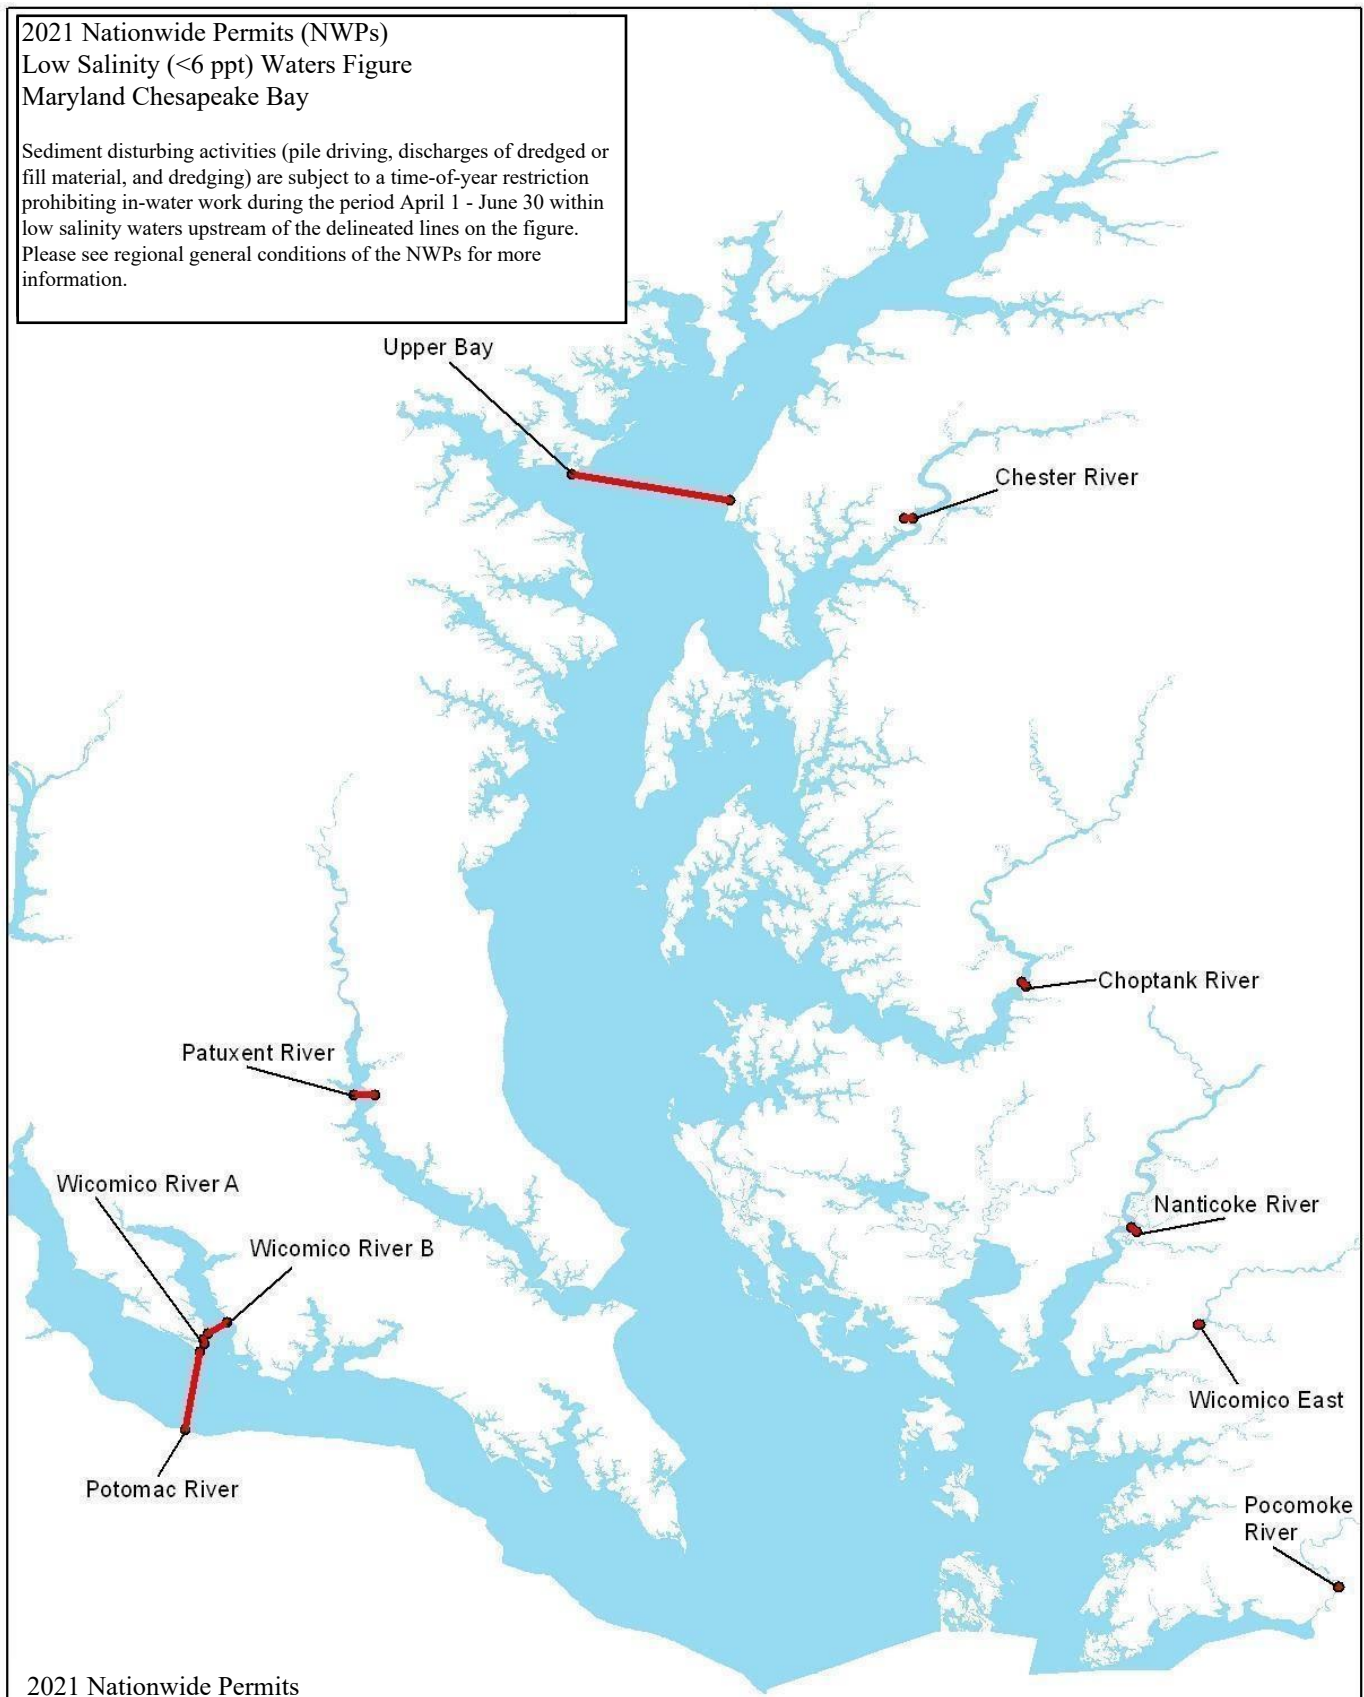 2021 Nationwide Permits (NWPs)
Low Salinity (<6 ppt) Waters Figure
Maryland Chesapeake Bay
Sediment disturbing activities (pile driving, discharges of dredged or
fill material, and dredging) are subject to a time-of-year restriction
prohibiting in-water work during the period April 1 - June 30 within
low salinity waters upstream of the delineated lines on the figure.
Please see regional general conditions of the NWPs for more
information.
Upper Bay
Chester River
Choptank River
Patuxent River
Wicomico River A
Nanticoke River
Wicomico River B
Wicomico East
Potomac River
Pocomoke
River
2021 Nationwide Permits